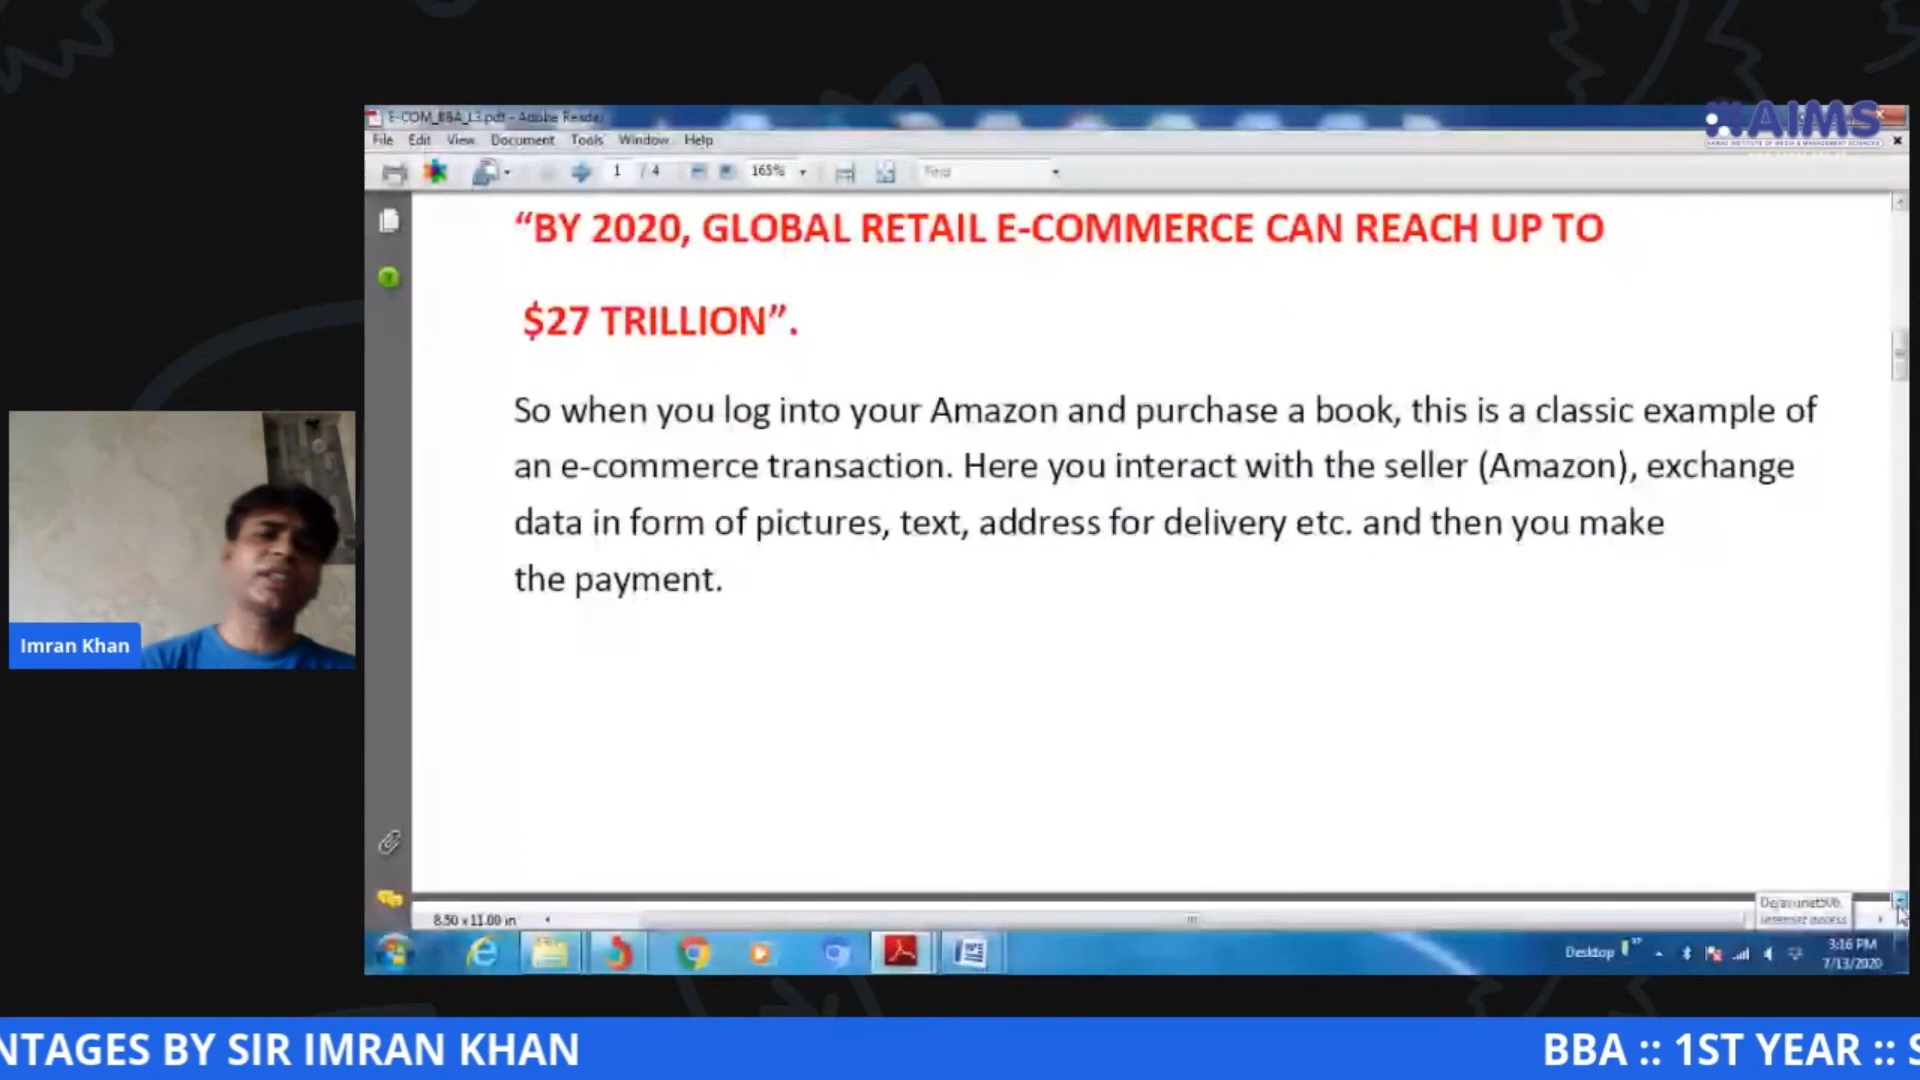 E-COM_BBA_L3.pdf - Adobe Reader
AIMS
File Edit View Document Tools Window Help
1 / 4 165% Find
“BY 2020, GLOBAL RETAIL E-COMMERCE CAN REACH UP TO
$27 TRILLION”.
So when you log into your Amazon and purchase a book, this is a classic example of
an e-commerce transaction. Here you interact with the seller (Amazon), exchange
data in form of pictures, text, address for delivery etc. and then you make
the payment.
Imran Khan
8.50 x 11.00 in
Internet access
Desktop
3:16 PM
7/13/2020
NTAGES BY SIR IMRAN KHAN
BBA :: 1ST YEAR :: S